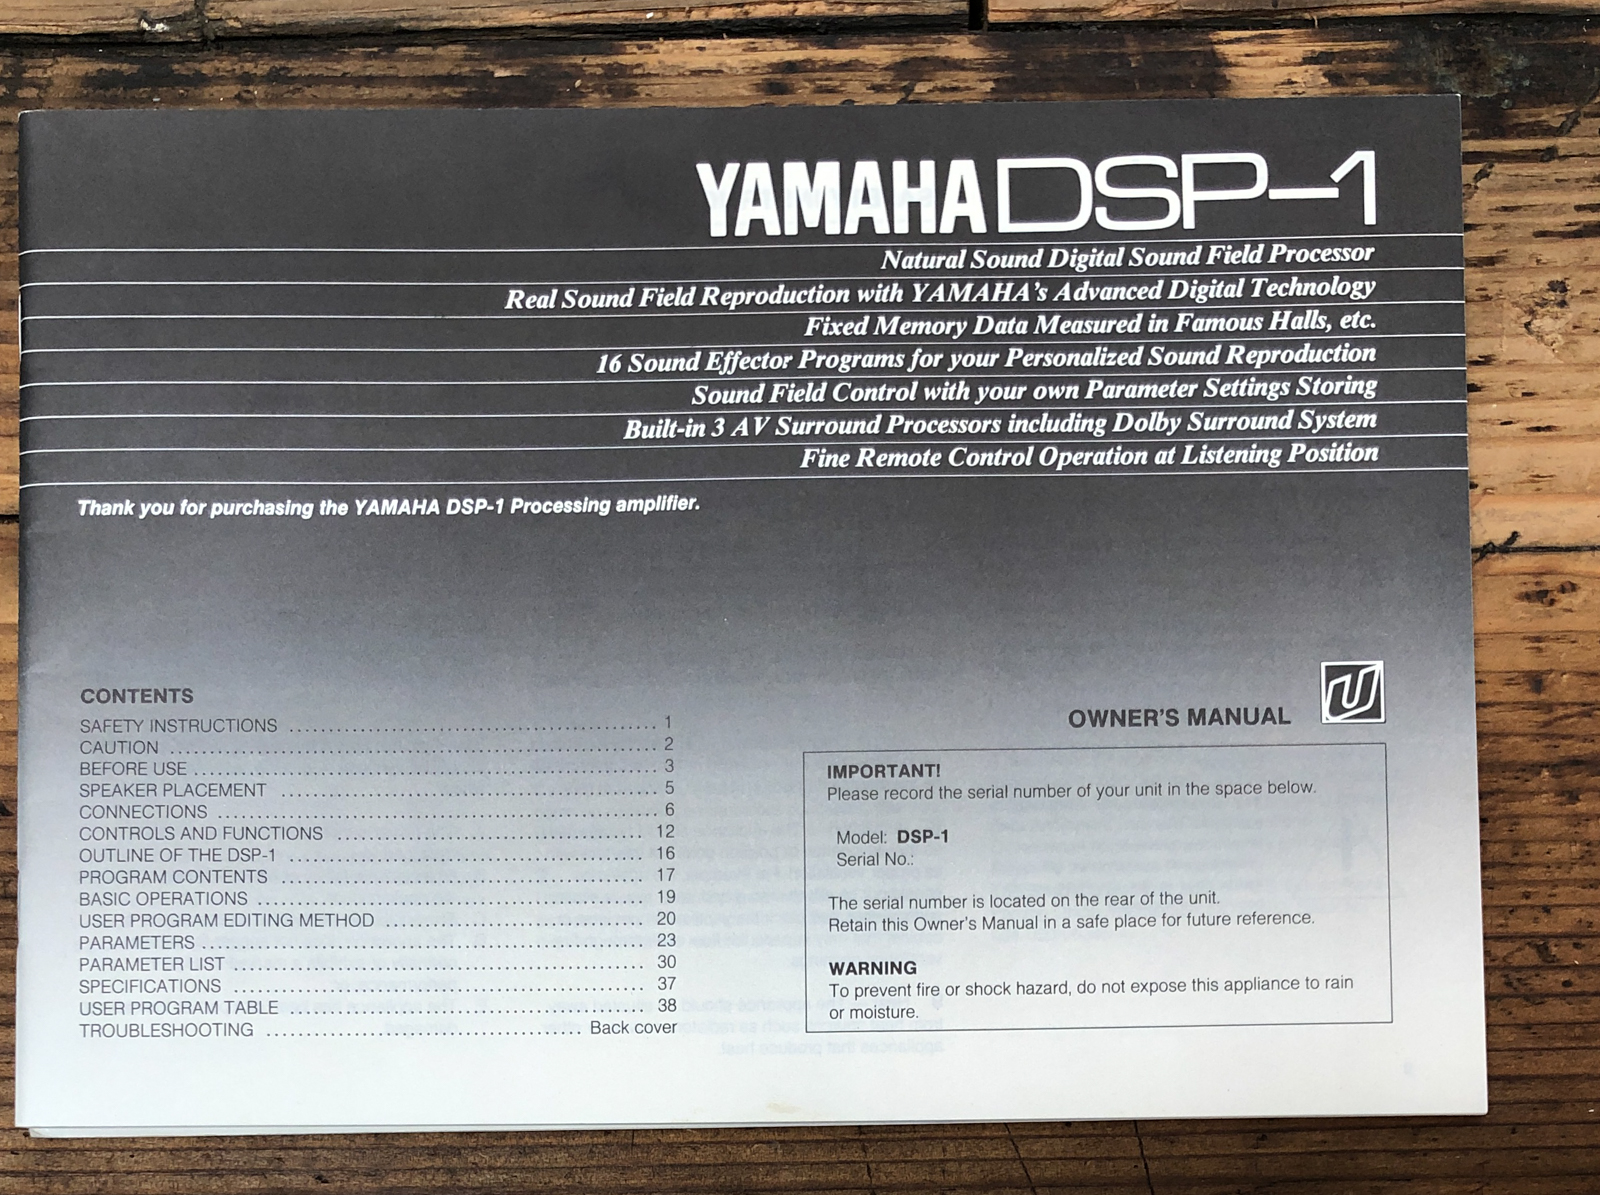 YAMAHA DSP-1
Natural Sound Digital Sound Field Processor
Real Sound Field Reproduction with YAMAHA's Advanced Digital Technology
Fixed Memory Data Measured in Famous Halls, etc.
16 Sound Effector Programs for your Personalized Sound Reproduction
Sound Field Control with your own Parameter Settings Storing
Built-in 3 AV Surround Processors including Dolby Surround System
Fine Remote Control Operation at Listening Position
Thank you for purchasing the YAMAHA DSP-1 Processing amplifier.
CONTENTS
SAFETY INSTRUCTIONS ........................................ 1
CAUTION ........................................ 2
BEFORE USE ........................................ 3
SPEAKER PLACEMENT ........................................ 5
CONNECTIONS ........................................ 6
CONTROLS AND FUNCTIONS ........................................ 12
OUTLINE OF THE DSP-1 ........................................ 16
PROGRAM CONTENTS ........................................ 17
BASIC OPERATIONS ........................................ 19
USER PROGRAM EDITING METHOD ........................................ 20
PARAMETERS ........................................ 23
PARAMETER LIST ........................................ 30
SPECIFICATIONS ........................................ 37
USER PROGRAM TABLE ........................................ 38
TROUBLESHOOTING ........................................ Back cover
OWNER'S MANUAL
U
IMPORTANT!
Please record the serial number of your unit in the space below.
Model: DSP-1
Serial No.:
The serial number is located on the rear of the unit.
Retain this Owner's Manual in a safe place for future reference.
WARNING
To prevent fire or shock hazard, do not expose this appliance to rain
or moisture.